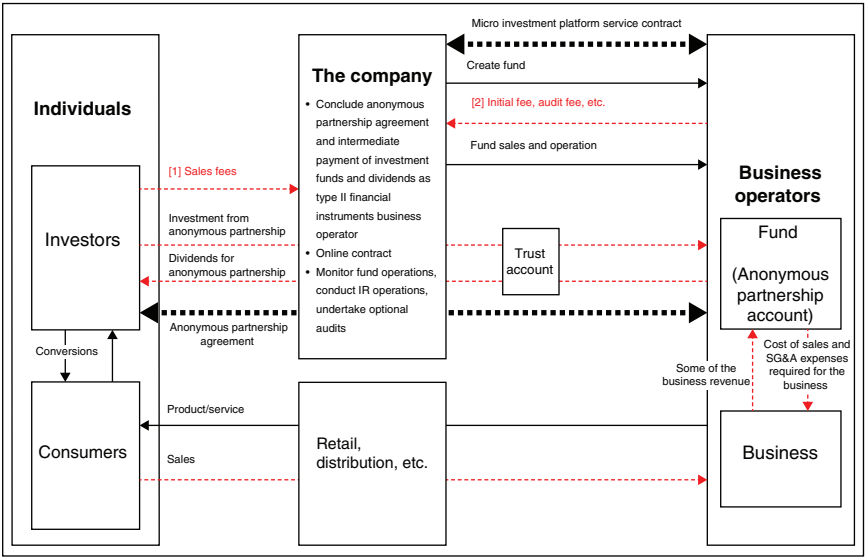 Micro investment platform service contract
Individuals
The company
• Conclude anonymous
partnership agreement
and intermediate
payment of investment
funds and dividends as
type II financial
instruments business
operator
• Online contract
• Monitor fund operations,
conduct IR operations,
undertake optional
audits
Create fund
[2] Initial fee, audit fee, etc.
Fund sales and operation
Business
operators
[1] Sales fees
Investors
Investment from
anonymous partnership
Dividends for
anonymous partnership
Trust
account
Fund
(Anonymous
partnership
account)
Anonymous partnership
agreement
Conversions
Some of the
business revenue
Cost of sales and
SG&A expenses
required for the
business
Consumers
Product/service
Sales
Retail,
distribution, etc.
Business